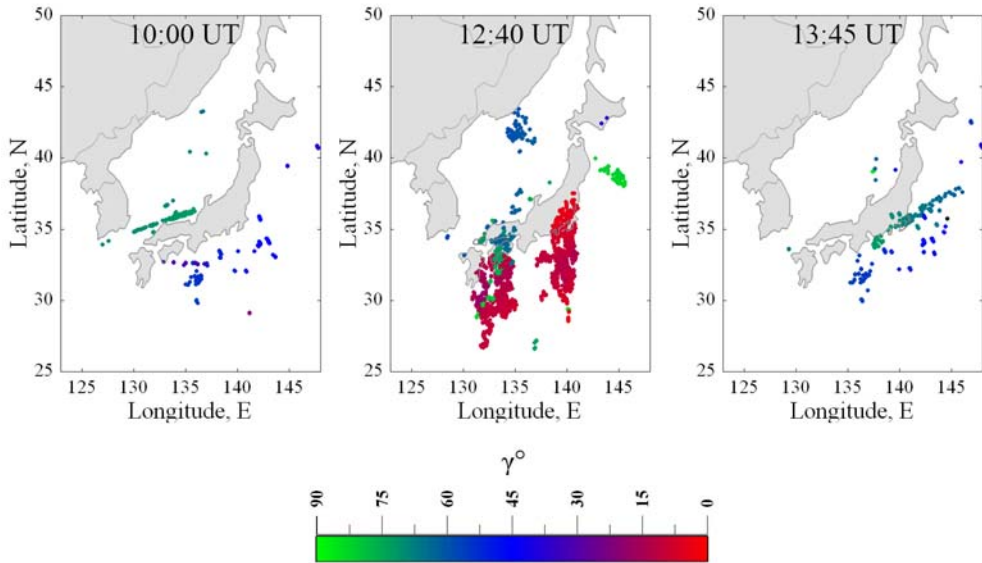 10:00 UT 12:40 UT 13:45 UT
50 50 50
45 45 45
40 40 40
35 35 35
30 30 30
25 25 25
Latitude, N Latitude, N Latitude, N
125 130 135 140 145 125 130 135 140 145 125 130 135 140 145
Longitude, E Longitude, E Longitude, E
γ°
90 75 60 45 30 15 0